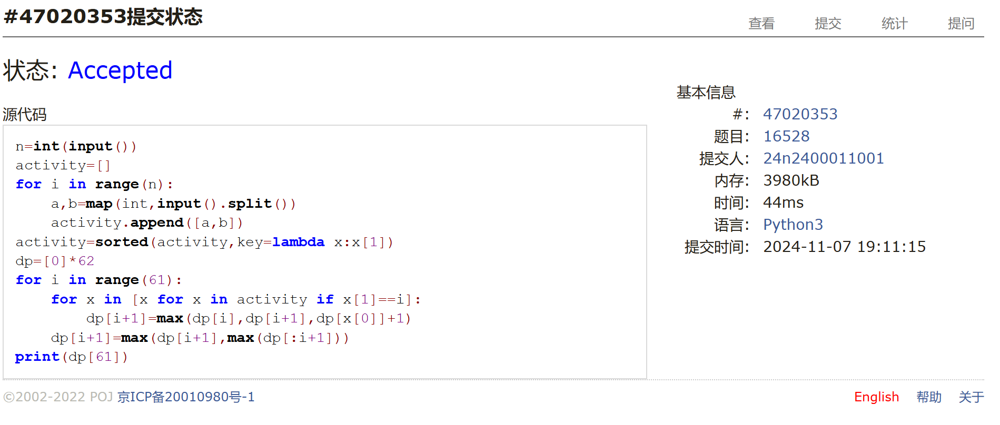 #47020353提交状态
查看 提交 统计 提问
状态: Accepted
源代码
n=int(input())
activity=[]
for i in range(n):
    a,b=map(int,input().split())
    activity.append([a,b])
activity=sorted(activity,key=lambda x:x[1])
dp=[0]*62
for i in range(61):
    for x in [x for x in activity if x[1]==i]:
        dp[i+1]=max(dp[i],dp[i+1],dp[x[0]]+1)
    dp[i+1]=max(dp[i+1],max(dp[:i+1]))
print(dp[61])
基本信息
#: 47020353
题目: 16528
提交人: 24n2400011001
内存: 3980kB
时间: 44ms
语言: Python3
提交时间: 2024-11-07 19:11:15
©2002-2022 POJ 京ICP备20010980号-1
English 帮助 关于